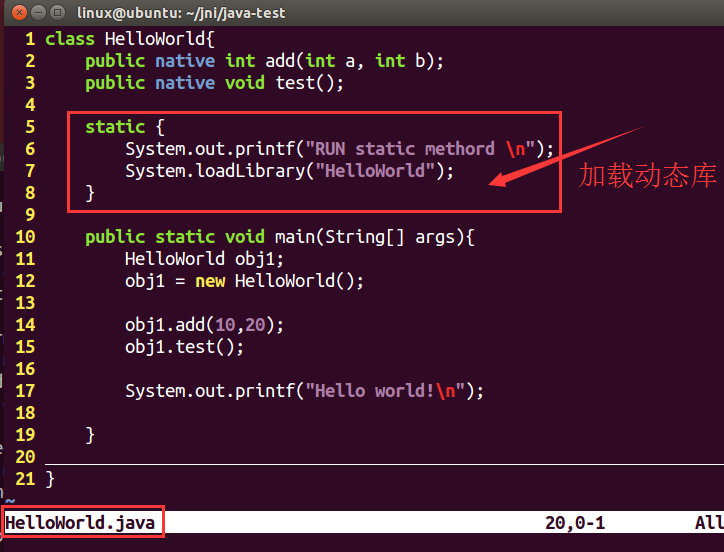 linux@ubuntu: ~/jni/java-test
1 class HelloWorld{
2     public native int add(int a, int b);
3     public native void test();
4
5     static {
6         System.out.printf("RUN static methord \n");
7         System.loadLibrary("HelloWorld");
加载动态库
8     }
9
10     public static void main(String[] args){
11         HelloWorld obj1;
12         obj1 = new HelloWorld();
13
14         obj1.add(10,20);
15         obj1.test();
16
17         System.out.printf("Hello world!\n");
18
19     }
20
21 }
~
HelloWorld.java 20,0-1 All